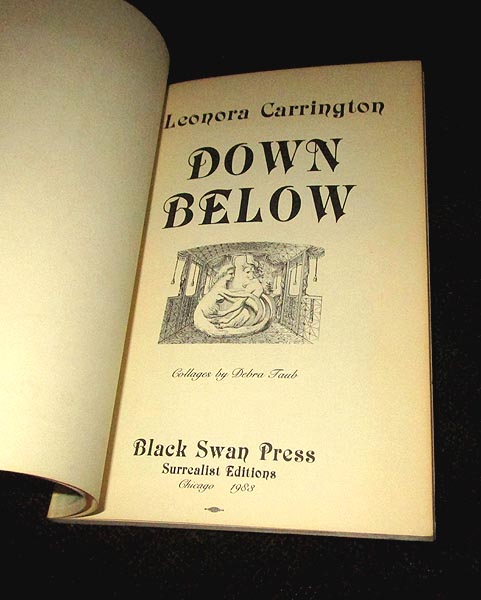 Leonora Carrington
DOWN
BELOW
Collages by Debra Taub
Black Swan Press
Surrealist Editions
Chicago 1983